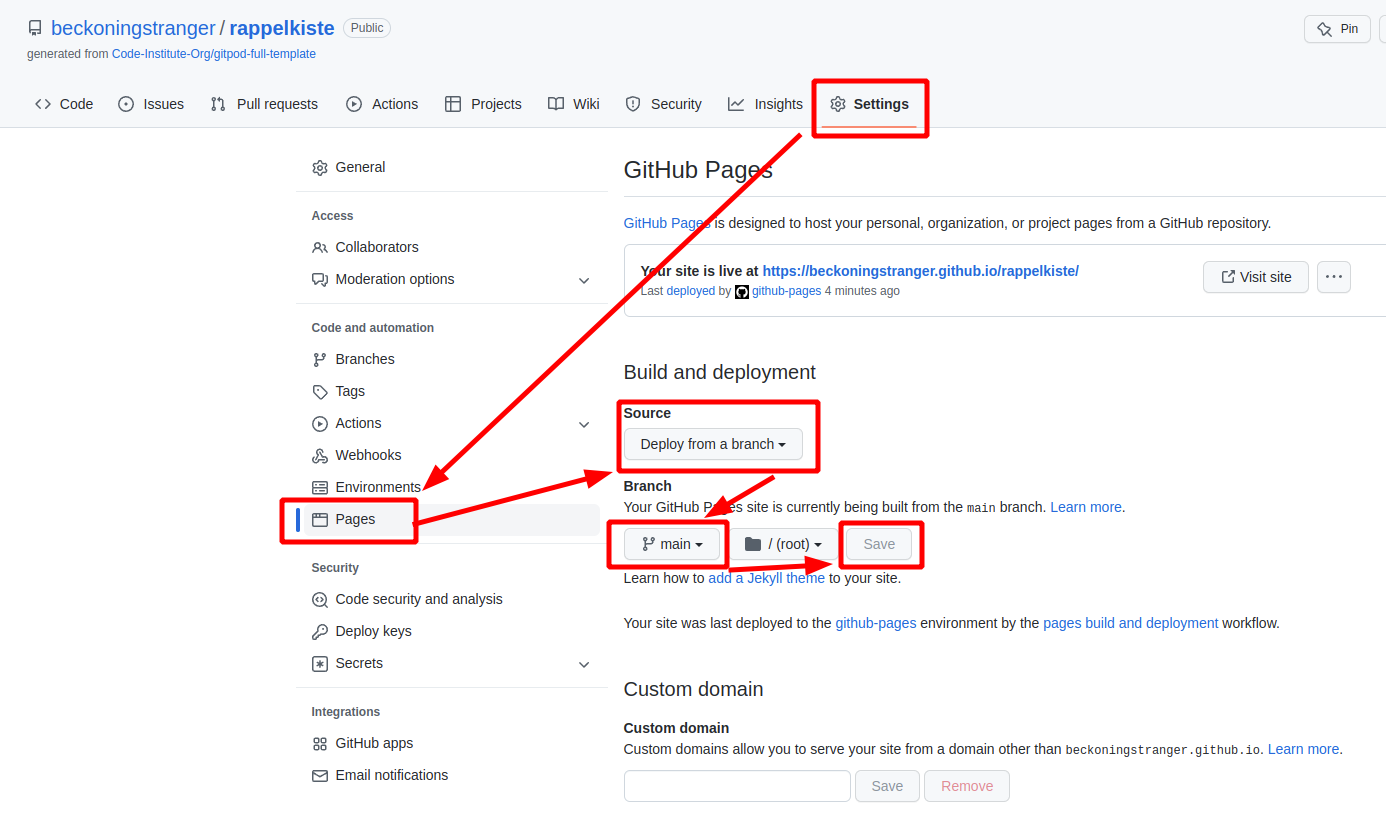 beckoningstranger / rappelkiste Public
Pin
generated from Code-Institute-Org/gitpod-full-template
Code Issues Pull requests Actions Projects Wiki Security Insights Settings
General
Access
Collaborators
Moderation options
Code and automation
Branches
Tags
Actions
Webhooks
Environments
Pages
Security
Code security and analysis
Deploy keys
Secrets
Integrations
GitHub apps
Email notifications
GitHub Pages
GitHub Pages is designed to host your personal, organization, or project pages from a GitHub repository.
Your site is live at https://beckoningstranger.github.io/rappelkiste/
Last deployed by github-pages 4 minutes ago
Visit site
Build and deployment
Source
Deploy from a branch
Branch
Your GitHub Pages site is currently being built from the main branch. Learn more.
main / (root) Save
Learn how to add a Jekyll theme to your site.
Your site was last deployed to the github-pages environment by the pages build and deployment workflow.
Custom domain
Custom domain
Custom domains allow you to serve your site from a domain other than beckoningstranger.github.io. Learn more.
Save Remove